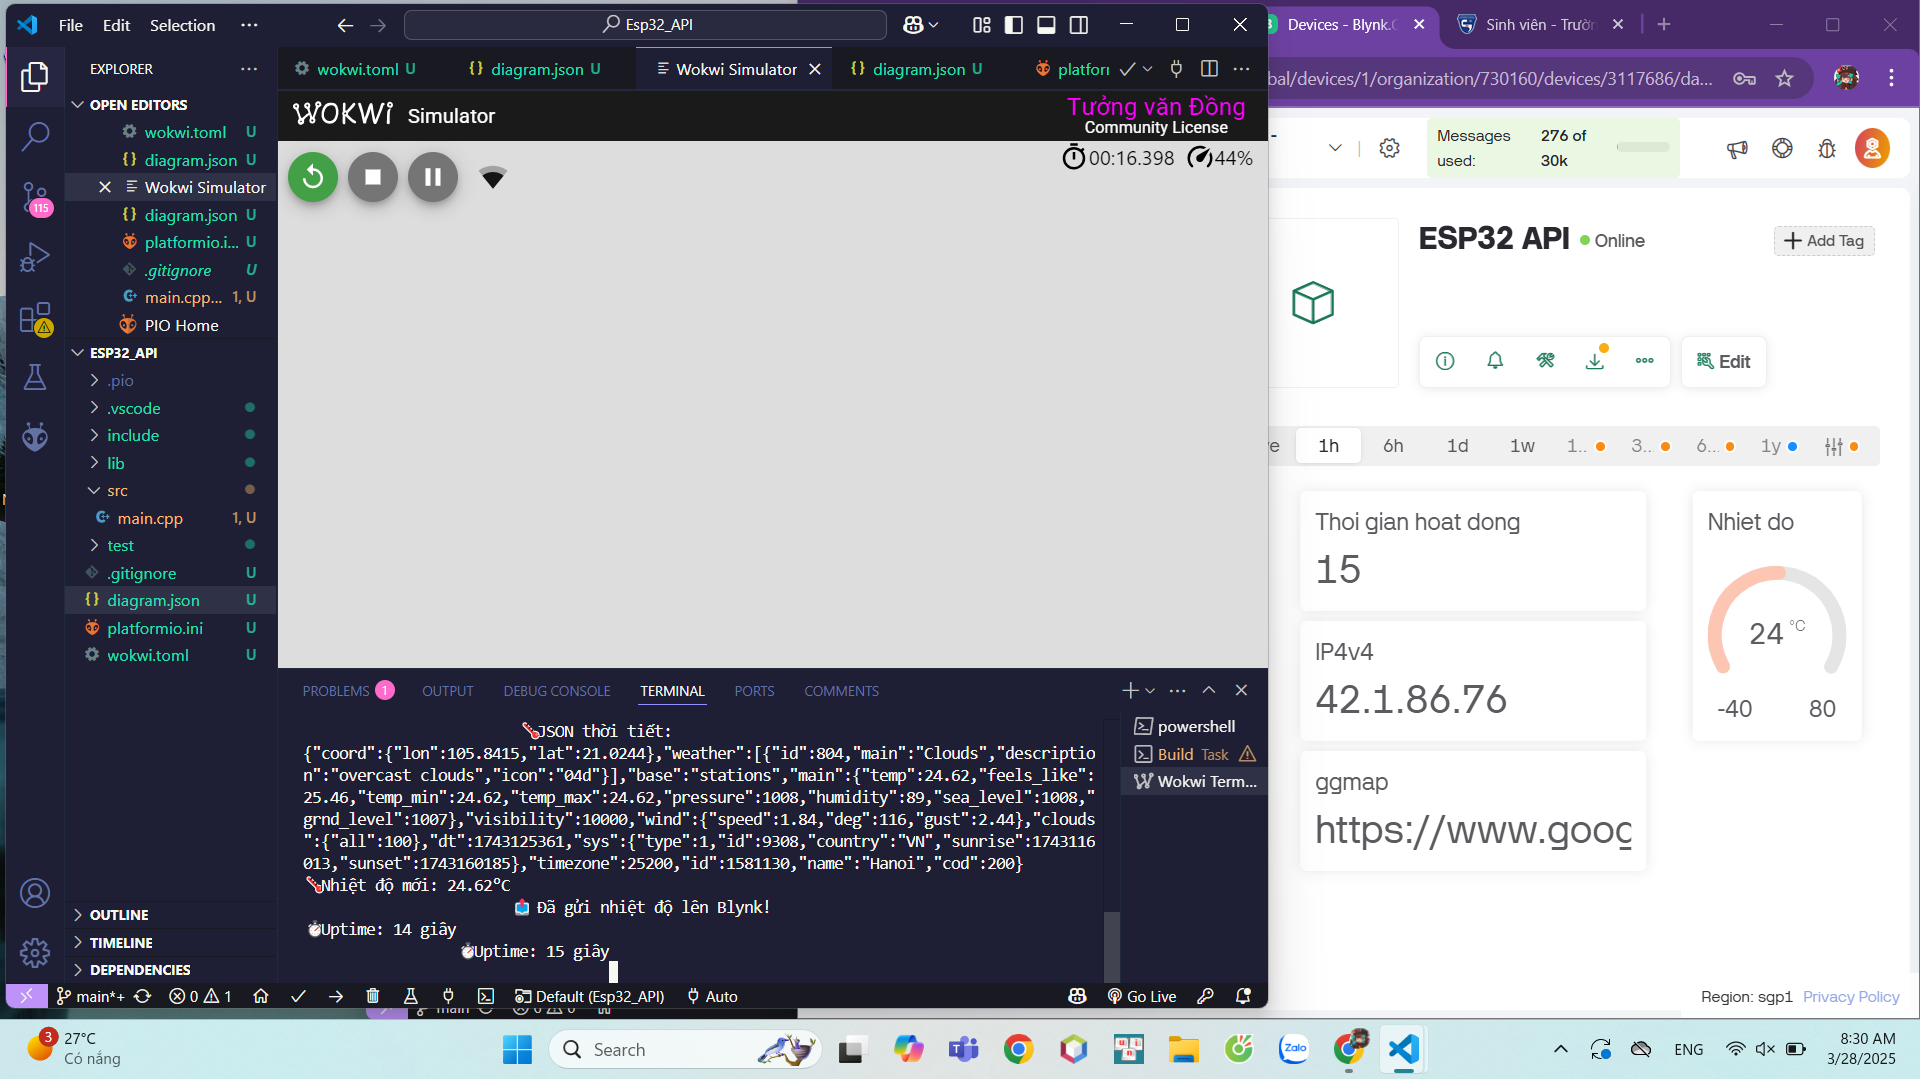 File Edit Selection ···
Esp32_API
EXPLORER
OPEN EDITORS
wokwi.toml U
diagram.json U
Wokwi Simulator
diagram.json U
platformio.i... U
.gitignore U
main.cpp... 1, U
PIO Home
ESP32_API
.pio
.vscode
include
lib
src
main.cpp 1, U
test
.gitignore U
diagram.json U
platformio.ini U
wokwi.toml U
OUTLINE
TIMELINE
DEPENDENCIES
115
wokwi.toml U
diagram.json U
Wokwi Simulator
diagram.json U
platform
WOKWI Simulator
Tưởng văn Đồng
Community License
00:16.398 44%
PROBLEMS 1 OUTPUT DEBUG CONSOLE TERMINAL PORTS COMMENTS
JSON thời tiết:
{"coord":{"lon":105.8415,"lat":21.0244},"weather":[{"id":804,"main":"Clouds","descriptio
n":"overcast clouds","icon":"04d"}],"base":"stations","main":{"temp":24.62,"feels_like":
25.46,"temp_min":24.62,"temp_max":24.62,"pressure":1008,"humidity":89,"sea_level":1008,"
grnd_level":1007},"visibility":10000,"wind":{"speed":1.84,"deg":116,"gust":2.44},"clouds
":{"all":100},"dt":1743125361,"sys":{"type":1,"id":9308,"country":"VN","sunrise":1743116
013,"sunset":1743160185},"timezone":25200,"id":1581130,"name":"Hanoi","cod":200}
Nhiệt độ mới: 24.62°C
Đã gửi nhiệt độ lên Blynk!
Uptime: 14 giây
Uptime: 15 giây
powershell
Build Task
Wokwi Term...
main*+ 0 1 Default (Esp32_API) Auto Go Live
Devices - Blynk.C
Sinh viên - Trườn
bal/devices/1/organization/730160/devices/3117686/da...
Messages used: 276 of 30k
ESP32 API Online
Add Tag
Edit
1h 6h 1d 1w 1.. 3... 6... 1y
Thoi gian hoat dong
15
IP4v4
42.1.86.76
ggmap
https://www.goog
Nhiet do
24 °C
-40 80
Region: sgp1 Privacy Policy
3
27°C
Có nắng
Search
Zalo
ENG
8:30 AM
3/28/2025